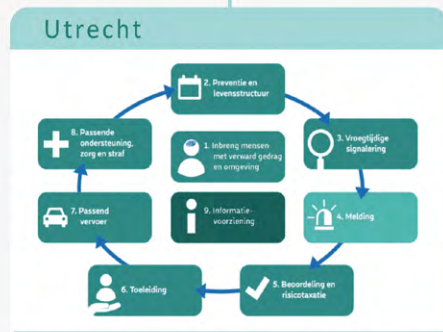 Utrecht
2. Preventie en
levensstructuur
8. Passende
ondersteuning,
zorg en straf
3. Vroegtijdige
signalering
1. Inbreng mensen
met verward gedrag
en omgeving
7. Passend
vervoer
9. Informatie-
voorziening
4. Melding
6. Toeleiding
5. Beoordeling en
risicotaxatie